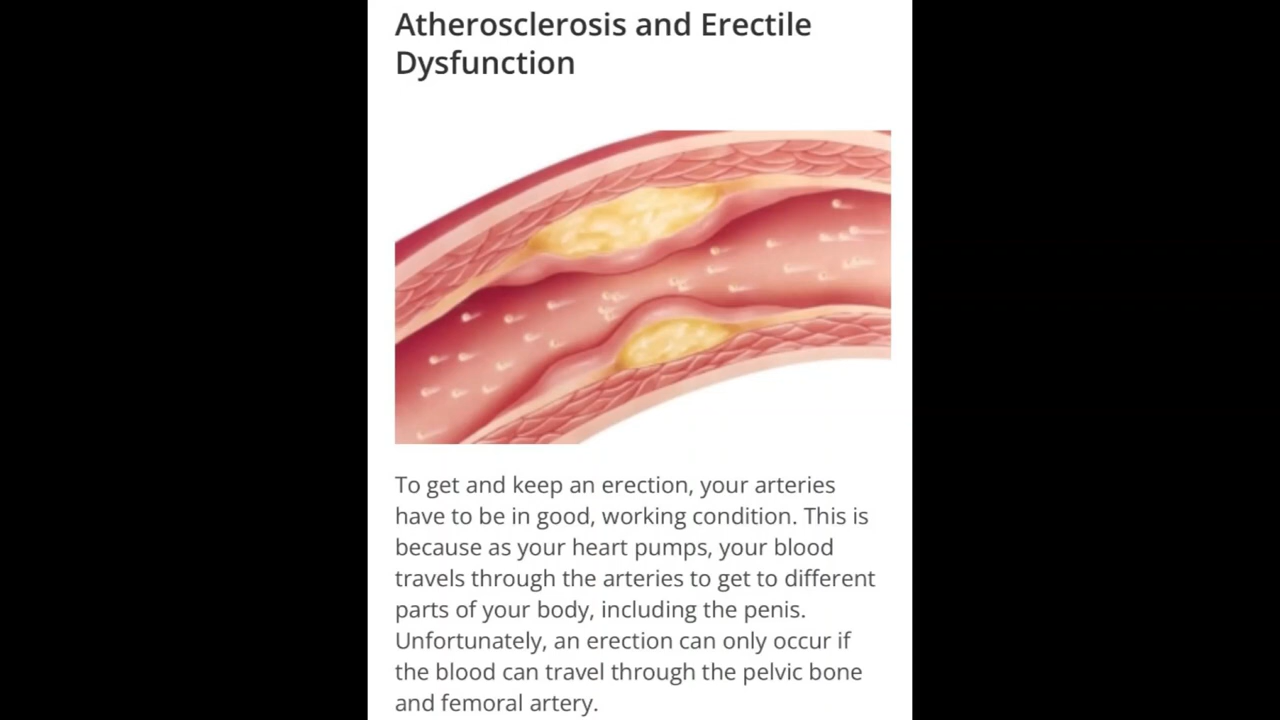 Atherosclerosis and Erectile
Dysfunction
To get and keep an erection, your arteries
have to be in good, working condition. This is
because as your heart pumps, your blood
travels through the arteries to get to different
parts of your body, including the penis.
Unfortunately, an erection can only occur if
the blood can travel through the pelvic bone
and femoral artery.